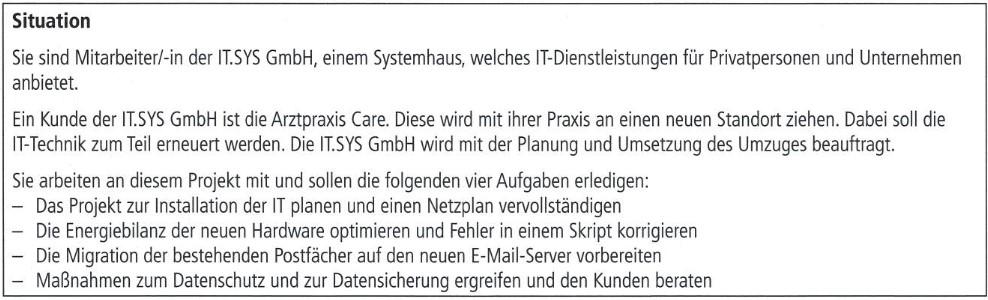 Situation
Sie sind Mitarbeiter/-in der IT.SYS GmbH, einem Systemhaus, welches IT-Dienstleistungen für Privatpersonen und Unternehmen
anbietet.
Ein Kunde der IT.SYS GmbH ist die Arztpraxis Care. Diese wird mit ihrer Praxis an einen neuen Standort ziehen. Dabei soll die
IT-Technik zum Teil erneuert werden. Die IT.SYS GmbH wird mit der Planung und Umsetzung des Umzuges beauftragt.
Sie arbeiten an diesem Projekt mit und sollen die folgenden vier Aufgaben erledigen:
– Das Projekt zur Installation der IT planen und einen Netzplan vervollständigen
– Die Energiebilanz der neuen Hardware optimieren und Fehler in einem Skript korrigieren
– Die Migration der bestehenden Postfächer auf den neuen E-Mail-Server vorbereiten
– Maßnahmen zum Datenschutz und zur Datensicherung ergreifen und den Kunden beraten